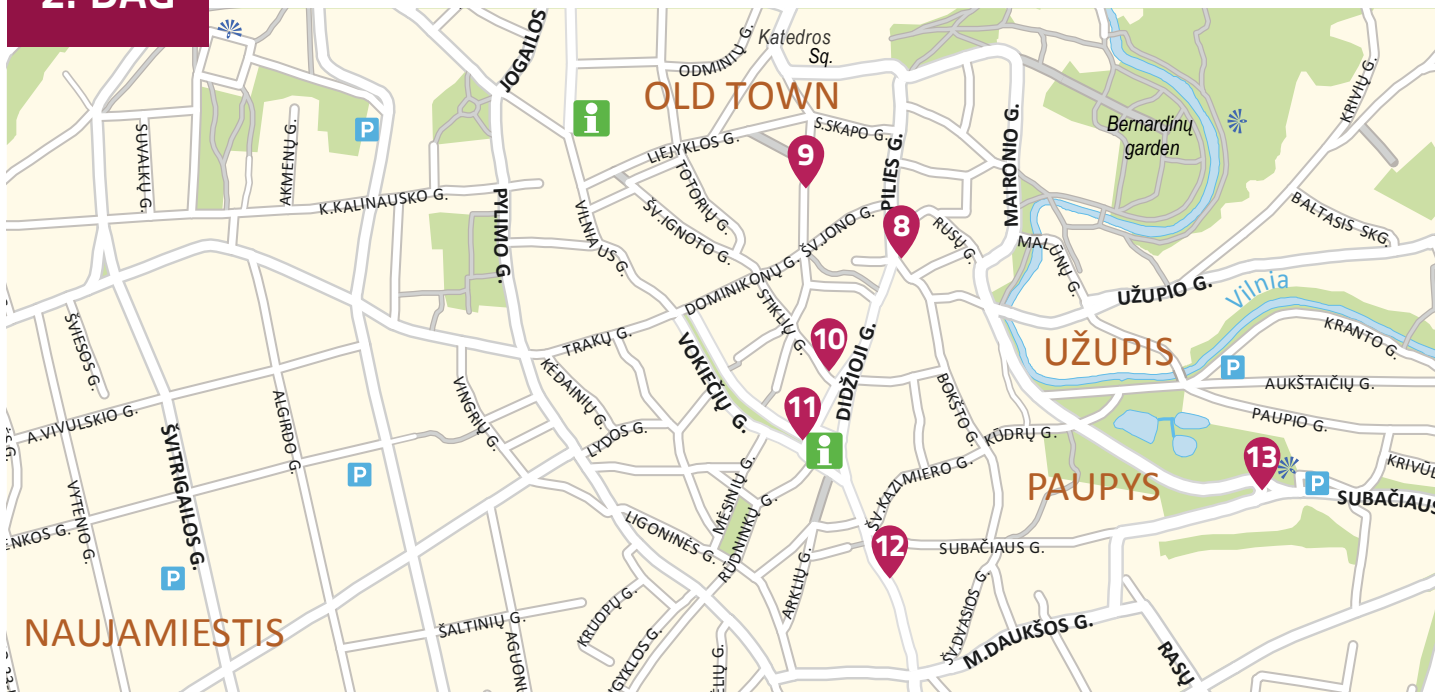 2. DAG
JOGAILOS
ODMINIŲ G.
Katedros
Sq.
OLD TOWN
SUVALKŲ G.
AKMENŲ G.
P
LIEJYKLOS G.
S.SKAPO G.
9
PILIES G.
MAIRONIO G.
Bernardinų
garden
KRIVIŲ G.
K.KALINAUSKO G.
PYLIMO G.
TOTORIŲ G.
ŠV.IGNOTO G.
VILNIAUS G.
DOMINIKONŲ G.
ŠV.JONO G.
8
RUSŲ G.
MALŪNŲ G.
BALTASIS SKG.
UŽUPIO G.
Vilnia
ŠVIESOS G.
TRAKŲ G.
STIKLIŲ G.
10
DIDŽIOJI G.
UŽUPIS
KRANTO G.
P
AUKŠTAIČIŲ G.
VOKIEČIŲ G.
KĖDAINIŲ G.
VINGRIŲ G.
LYDOS G.
ALGIRDO G.
A.VIVULSKIO G.
ŠVITRIGAILOS G.
P
11
BOKŠTO G.
KŪDRŲ G.
PAUPIO G.
13
P
PAUPYS
SUBAČIAUS
VYTENIO G.
MĖSINIŲ G.
ŠV.KAZIMIERO G.
LIGONINĖS G.
RŪDNINKŲ G.
12
SUBAČIAUS G.
P
ARKLIŲ G.
ŠV.DVASIOS G.
M.DAUKŠOS G.
RASŲ
NAUJAMIESTIS
ŠALTINIŲ G.
KRUOPŲ G.